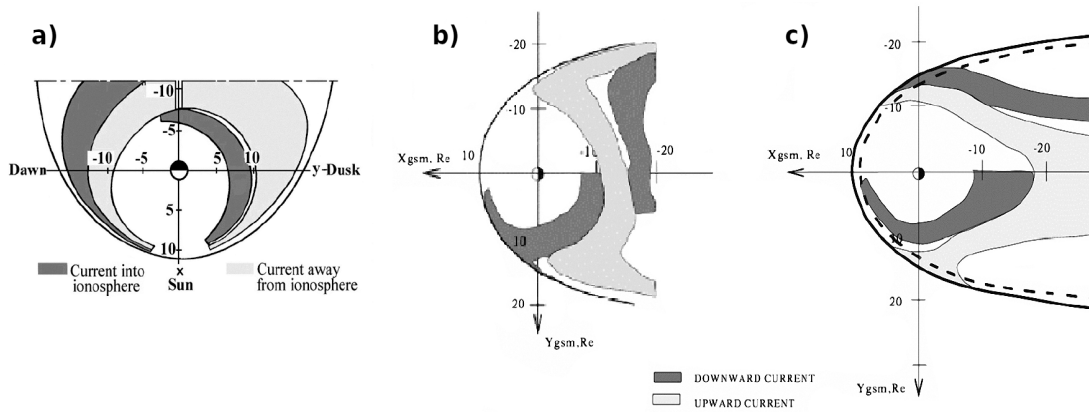 a)
-10
-5
Dawn
-10
-5
5
10
y-Dusk
5
10
Current into
ionosphere
x
Sun
Current away
from ionosphere
b)
-20
-10
Xgsm, Re
10
-10
-20
10
20
Ygsm,Re
c)
-20
-10
Xgsm, Re
10
-10
-20
10
20
Ygsm,Re
DOWNWARD CURRENT
UPWARD CURRENT